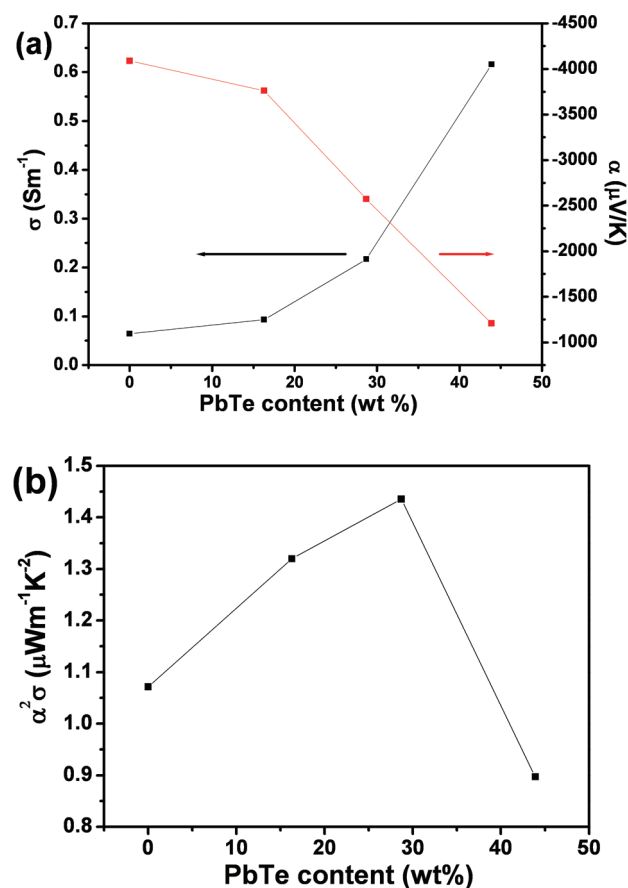 (a)
0.7
0.6
0.5
0.4
0.3
0.2
0.1
0.0
σ (Sm⁻¹)
-4500
-4000
-3500
-3000
-2500
-2000
-1500
-1000
α (μV/K)
0 10 20 30 40 50
PbTe content (wt %)
(b)
1.5
1.4
1.3
1.2
1.1
1.0
0.9
0.8
α²σ (μWm⁻¹K⁻²)
0 10 20 30 40 50
PbTe content (wt%)